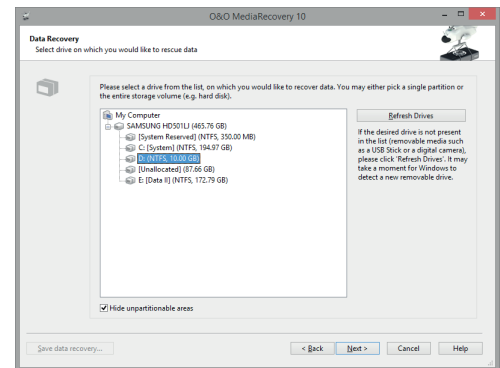 O&O MediaRecovery 10
Data Recovery
Select drive on which you would like to rescue data
Please select a drive from the list, on which you would like to recover data. You may either pick a single partition or
the entire storage volume (e.g. hard disk).
My Computer
SAMSUNG HD501LJ (465.76 GB)
[System Reserved] (NTFS, 350.00 MB)
C: [System] (NTFS, 194.97 GB)
D: (NTFS, 10.00 GB)
[Unallocated] (87.66 GB)
E: [Data II] (NTFS, 172.79 GB)
Refresh Drives
If the desired drive is not present
in the list (removable media such
as a USB Stick or a digital camera),
please click 'Refresh Drives'. It may
take a moment for Windows to
detect a new removable drive.
Hide unpartitionable areas
Save data recovery...
< Back
Next >
Cancel
Help